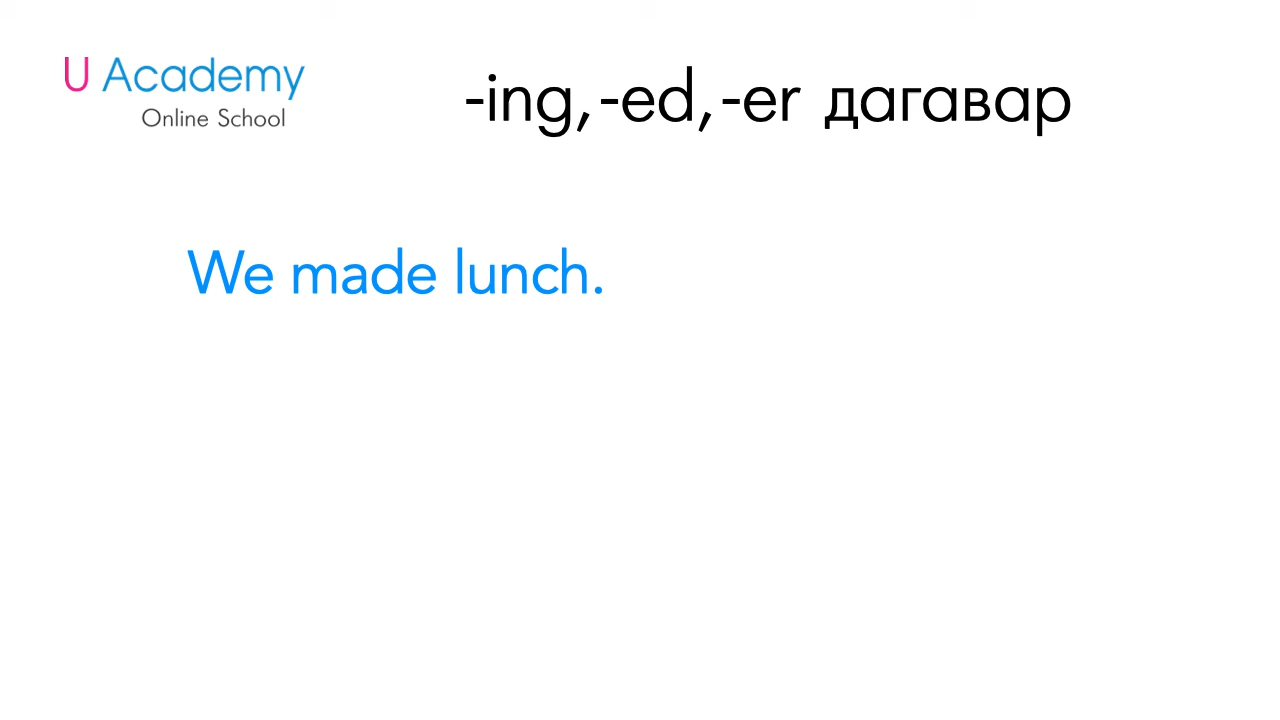 U Academy
Online School
-ing, -ed, -er дагавар
We made lunch.